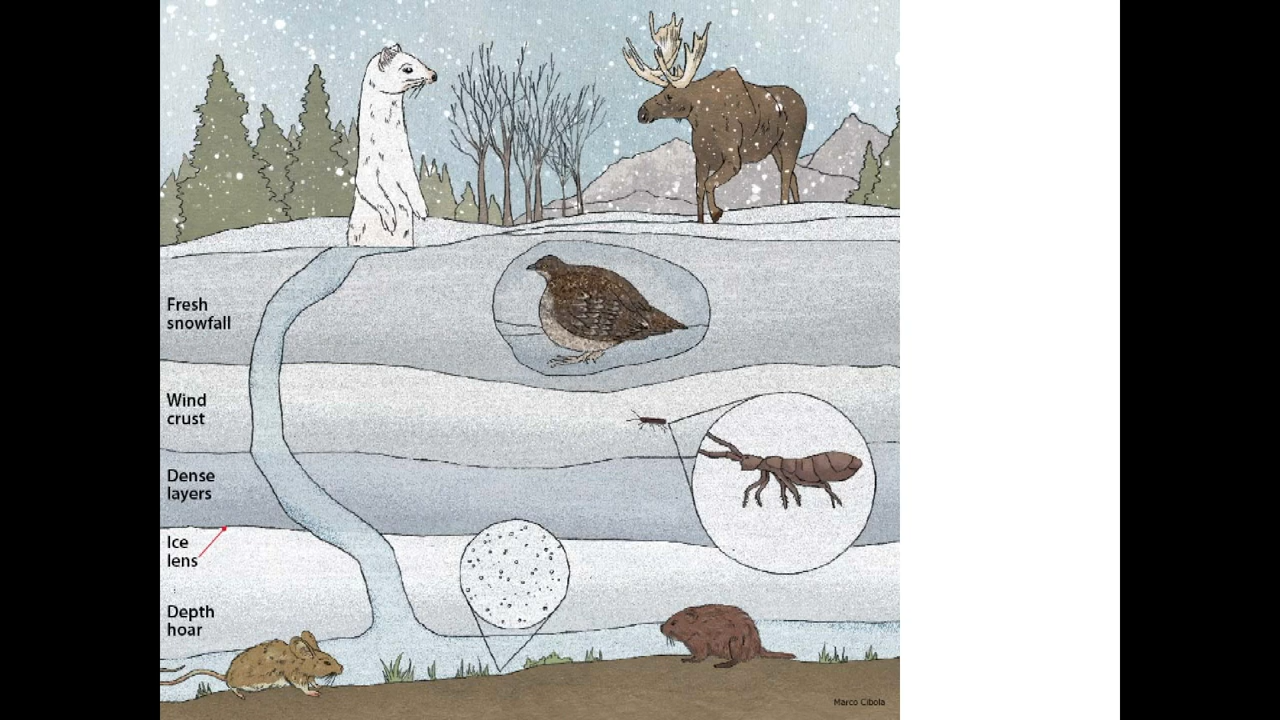 Fresh
snowfall
Wind
crust
Dense
layers
Ice
lens
Depth
hoar
Marco Cibola